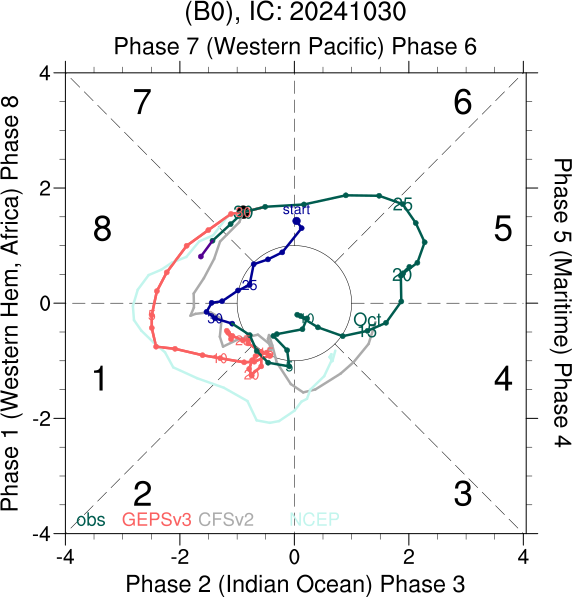 (B0), IC: 20241030
Phase 7 (Western Pacific) Phase 6
Phase 1 (Western Hem, Africa) Phase 8
Phase 5 (Maritime) Phase 4
4
2
0
-2
-4
7
6
8
5
1
4
2
3
start
25
30
25
20
Oct
15
10
5
30
10
20
obs GEPSv3 CFSv2 NCEP
-4 -2 0 2 4
Phase 2 (Indian Ocean) Phase 3